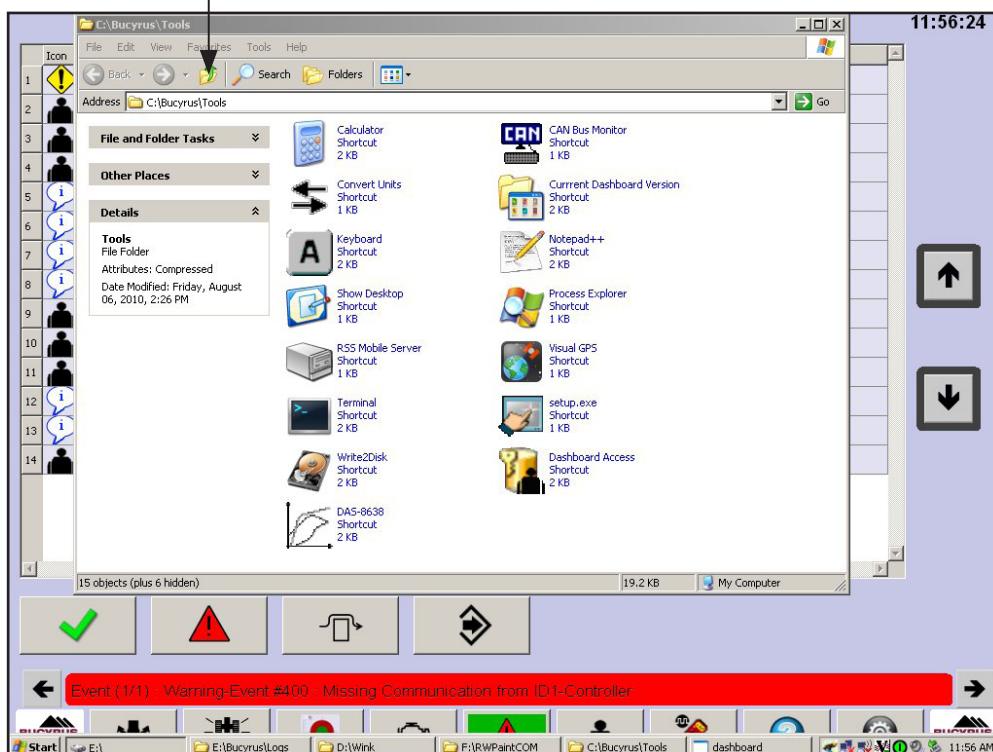 C:\Bucyrus\Tools
11:56:24
File Edit View Favorites Tools Help
Icon
Back Search Folders
Address C:\Bucyrus\Tools Go
1
2
3
4
5
6
7
8
9
10
11
12
13
14
File and Folder Tasks
Other Places
Details
Tools
File Folder
Attributes: Compressed
Date Modified: Friday, August
06, 2010, 2:26 PM
Calculator
Shortcut
2 KB
CAN
CAN Bus Monitor
Shortcut
1 KB
Convert Units
Shortcut
1 KB
Currrent Dashboard Version
Shortcut
2 KB
A
Keyboard
Shortcut
2 KB
Notepad++
Shortcut
2 KB
Show Desktop
Shortcut
1 KB
Process Explorer
Shortcut
1 KB
RSS Mobile Server
Shortcut
1 KB
Visual GPS
Shortcut
1 KB
Terminal
Shortcut
2 KB
setup.exe
Shortcut
1 KB
Write2Disk
Shortcut
2 KB
Dashboard Access
Shortcut
2 KB
DAS-8638
Shortcut
2 KB
15 objects (plus 6 hidden) 19.2 KB My Computer
Event (1/1) : Warning-Event #400 : Missing Communication from ID1-Controller
BUCYRUS BUCYRUS
Start E:\ E:\Bucyrus\Logs D:\Wink F:\RWPaintCOM C:\Bucyrus\Tools dashboard 11:56 AM